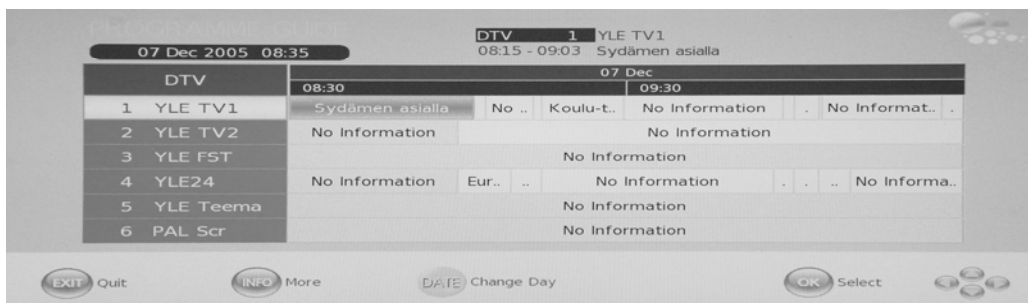 PROGRAMME GUIDE
DTV 1 YLE TV1
07 Dec 2005 08:35
08:15 - 09:03 Sydämen asialla
DTV
07 Dec
08:30 09:30
1 YLE TV1 Sydämen asialla No .. Koulu-t.. No Information . No Informat.. .
2 YLE TV2 No Information No Information
3 YLE FST No Information
4 YLE24 No Information Eur.. .. No Information . . .. No Informa..
5 YLE Teema No Information
6 PAL Scr No Information
EXIT Quit INFO More DATE Change Day OK Select